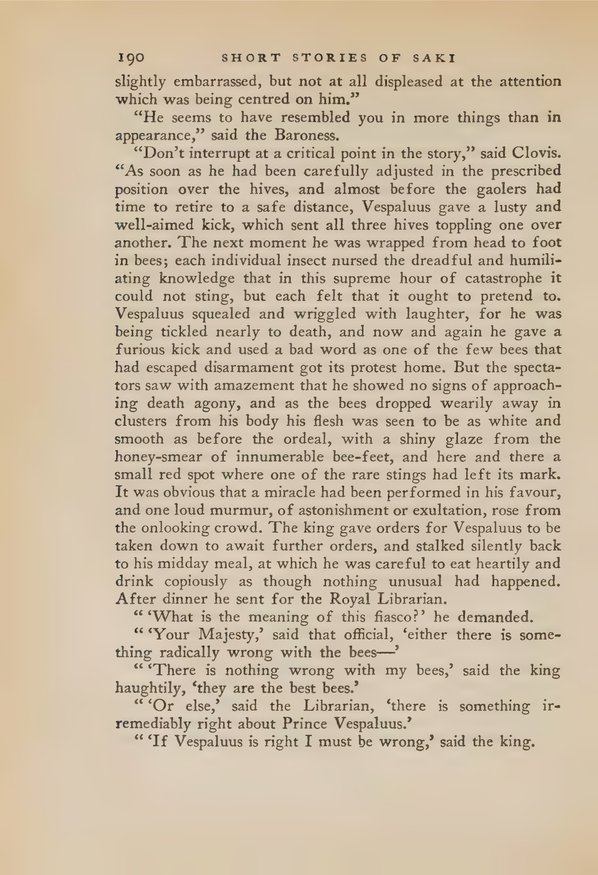 190 SHORT STORIES OF SAKI
slightly embarrassed, but not at all displeased at the attention
which was being centred on him.”
“He seems to have resembled you in more things than in
appearance,” said the Baroness.
“Don’t interrupt at a critical point in the story,” said Clovis.
“As soon as he had been carefully adjusted in the prescribed
position over the hives, and almost before the gaolers had
time to retire to a safe distance, Vespaluus gave a lusty and
well-aimed kick, which sent all three hives toppling one over
another. The next moment he was wrapped from head to foot
in bees; each individual insect nursed the dreadful and humili-
ating knowledge that in this supreme hour of catastrophe it
could not sting, but each felt that it ought to pretend to.
Vespaluus squealed and wriggled with laughter, for he was
being tickled nearly to death, and now and again he gave a
furious kick and used a bad word as one of the few bees that
had escaped disarmament got its protest home. But the specta-
tors saw with amazement that he showed no signs of approach-
ing death agony, and as the bees dropped wearily away in
clusters from his body his flesh was seen to be as white and
smooth as before the ordeal, with a shiny glaze from the
honey-smear of innumerable bee-feet, and here and there a
small red spot where one of the rare stings had left its mark.
It was obvious that a miracle had been performed in his favour,
and one loud murmur, of astonishment or exultation, rose from
the onlooking crowd. The king gave orders for Vespaluus to be
taken down to await further orders, and stalked silently back
to his midday meal, at which he was careful to eat heartily and
drink copiously as though nothing unusual had happened.
After dinner he sent for the Royal Librarian.
“ ‘What is the meaning of this fiasco?’ he demanded.
“ ‘Your Majesty,’ said that official, ‘either there is some-
thing radically wrong with the bees—’
“ ‘There is nothing wrong with my bees,’ said the king
haughtily, ‘they are the best bees.’
“ ‘Or else,’ said the Librarian, ‘there is something ir-
remediably right about Prince Vespaluus.’
“ ‘If Vespaluus is right I must be wrong,’ said the king.